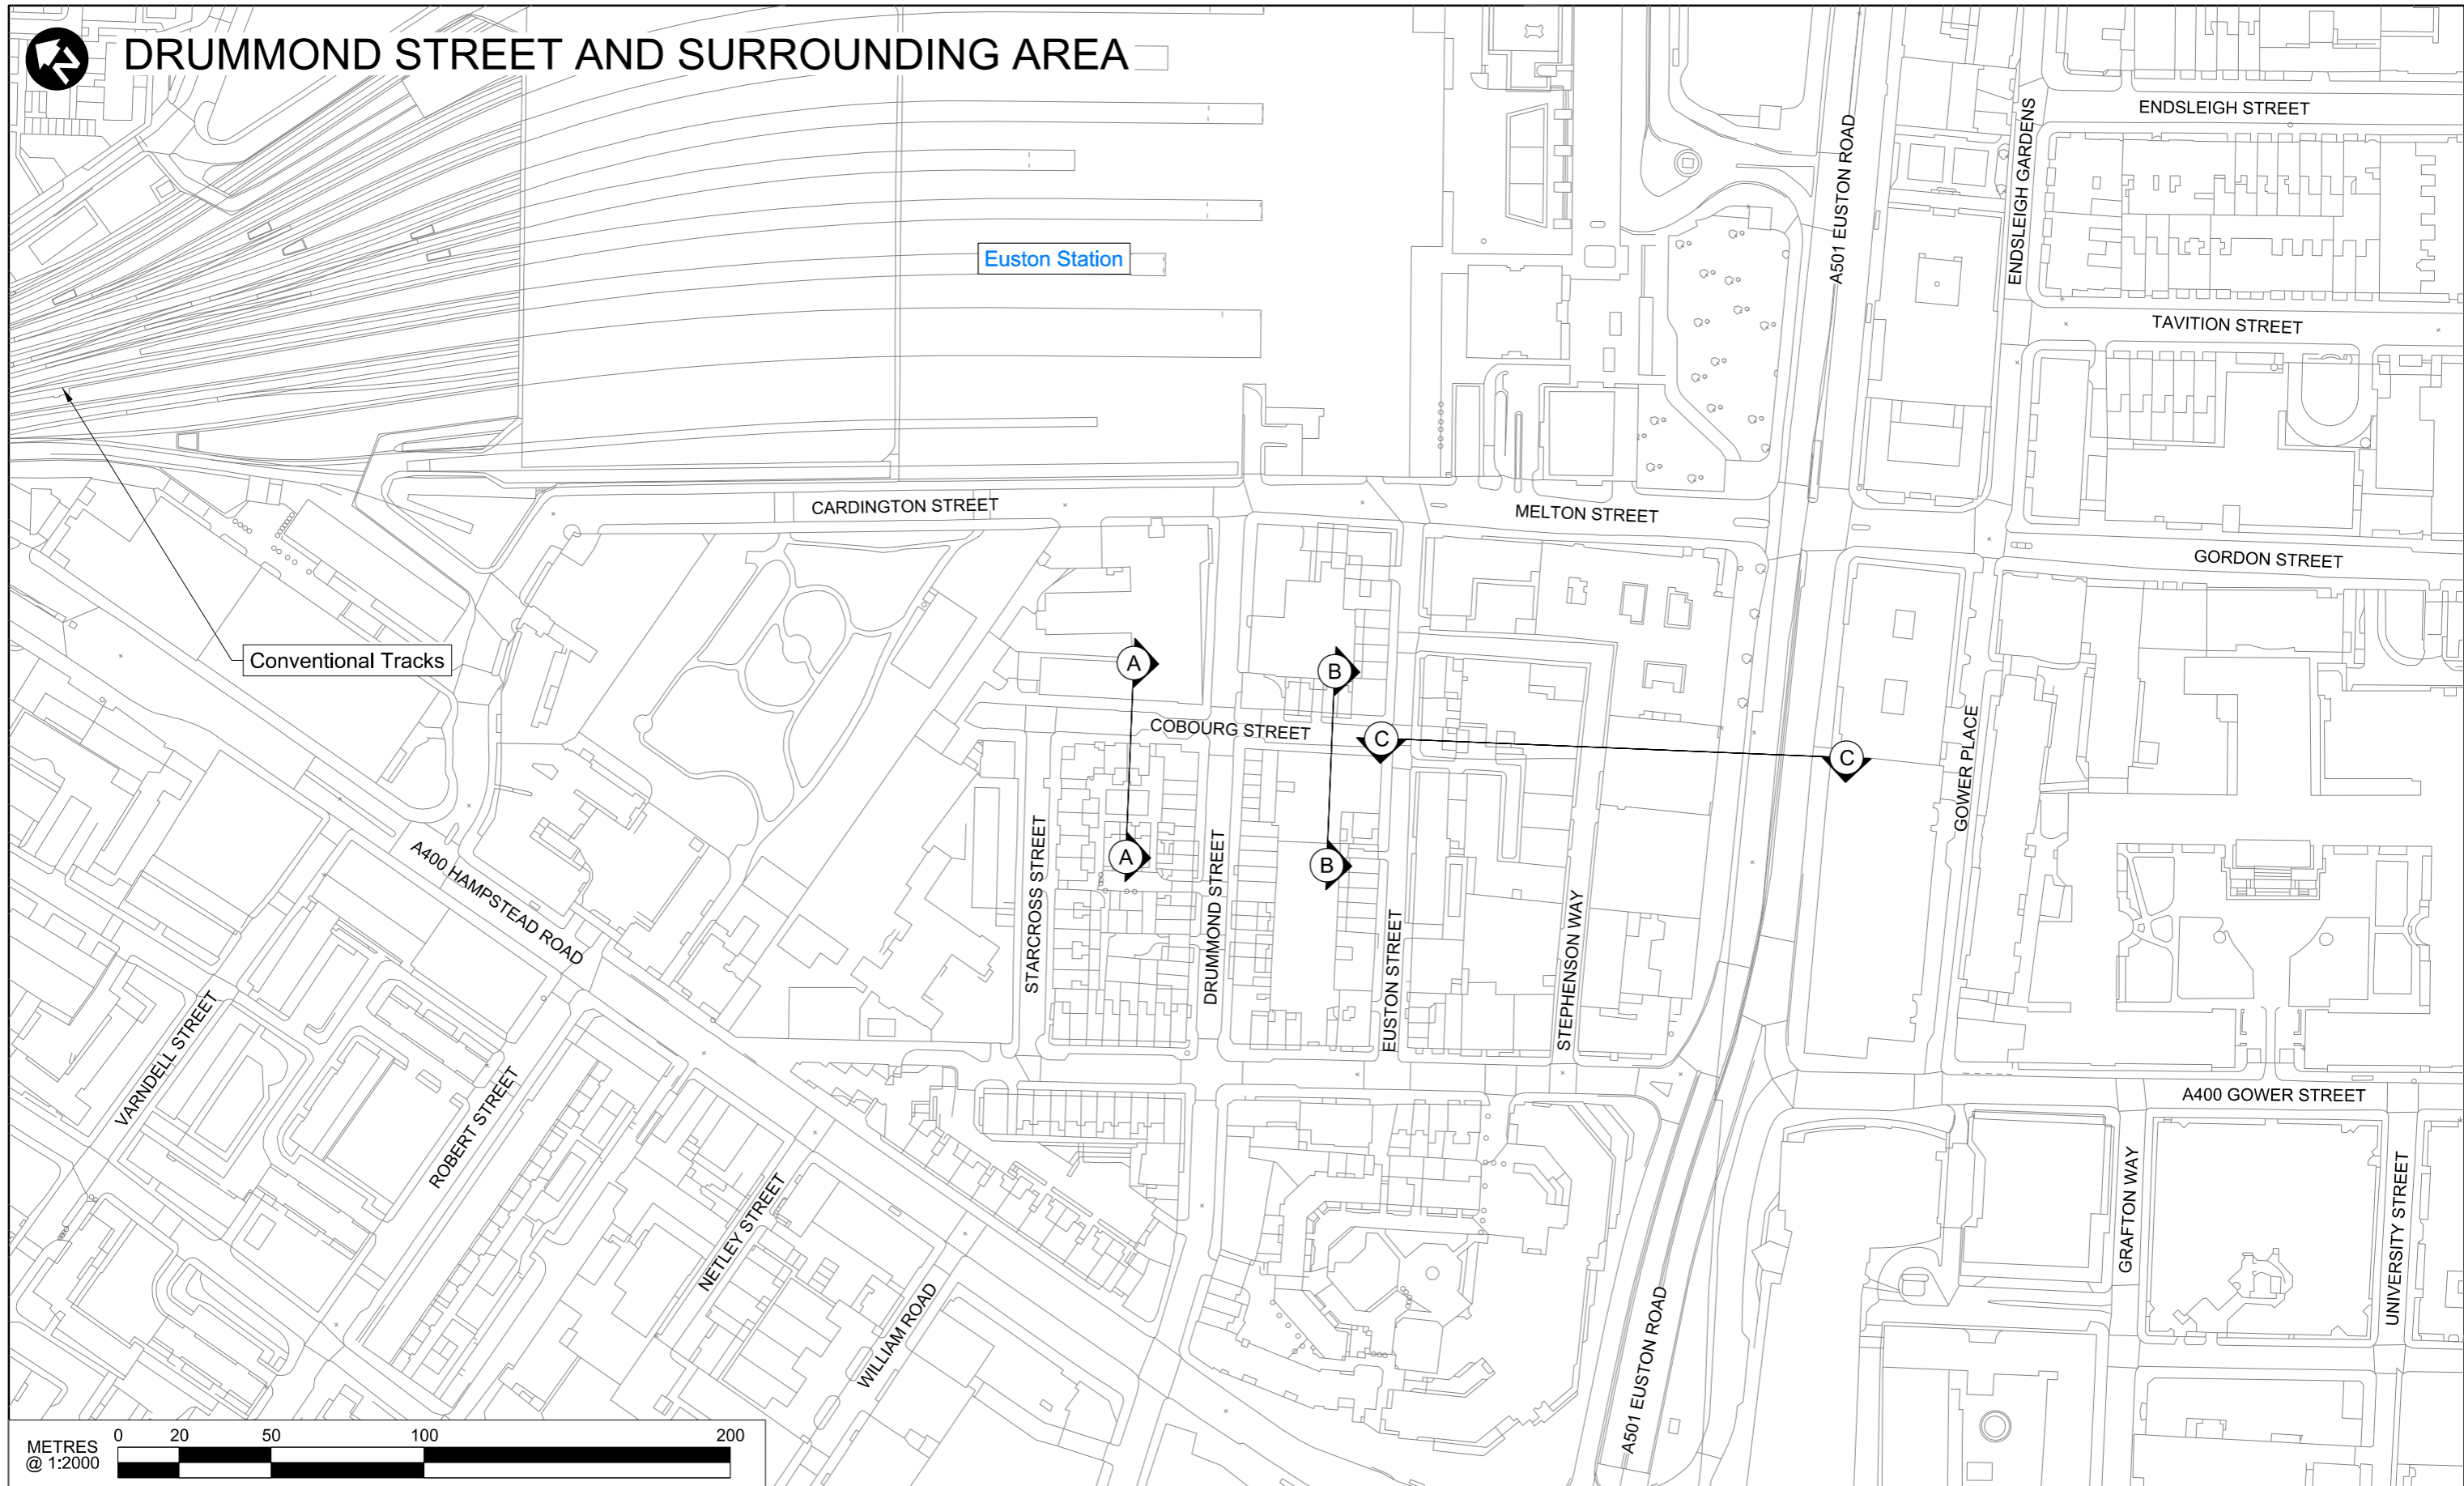 DRUMMOND STREET AND SURROUNDING AREA
N
ENDSLEIGH STREET
A501 EUSTON ROAD
ENDSLEIGH GARDENS
Euston Station
TAVITION STREET
CARDINGTON STREET
MELTON STREET
GORDON STREET
Conventional Tracks
A
B
COBOURG STREET
C
C
GOWER PLACE
A400 HAMPSTEAD ROAD
STARCROSS STREET
A
DRUMMOND STREET
B
EUSTON STREET
STEPHENSON WAY
VARNDELL STREET
ROBERT STREET
A400 GOWER STREET
NETLEY STREET
WILLIAM ROAD
GRAFTON WAY
UNIVERSITY STREET
A501 EUSTON ROAD
METRES
@ 1:2000
0 20 50 100 200